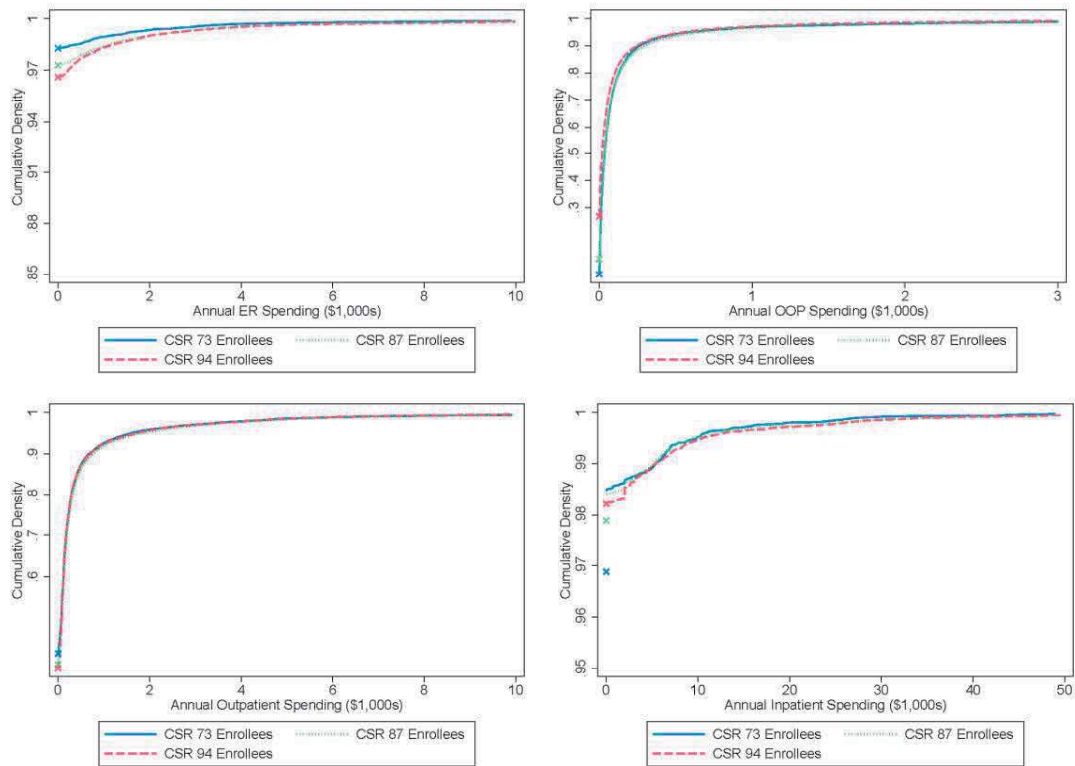 Cumulative Density
1
.97
.94
.91
.88
.85
0 2 4 6 8 10
Annual ER Spending ($1,000s)
CSR 73 Enrollees CSR 87 Enrollees
CSR 94 Enrollees
Cumulative Density
1
.9
.8
.7
.6
.5
.4
.3
0 1 2 3
Annual OOP Spending ($1,000s)
CSR 73 Enrollees CSR 87 Enrollees
CSR 94 Enrollees
Cumulative Density
1
.9
.8
.7
.6
0 2 4 6 8 10
Annual Outpatient Spending ($1,000s)
CSR 73 Enrollees CSR 87 Enrollees
CSR 94 Enrollees
Cumulative Density
1
.99
.98
.97
.96
.95
0 10 20 30 40 50
Annual Inpatient Spending ($1,000s)
CSR 73 Enrollees CSR 87 Enrollees
CSR 94 Enrollees